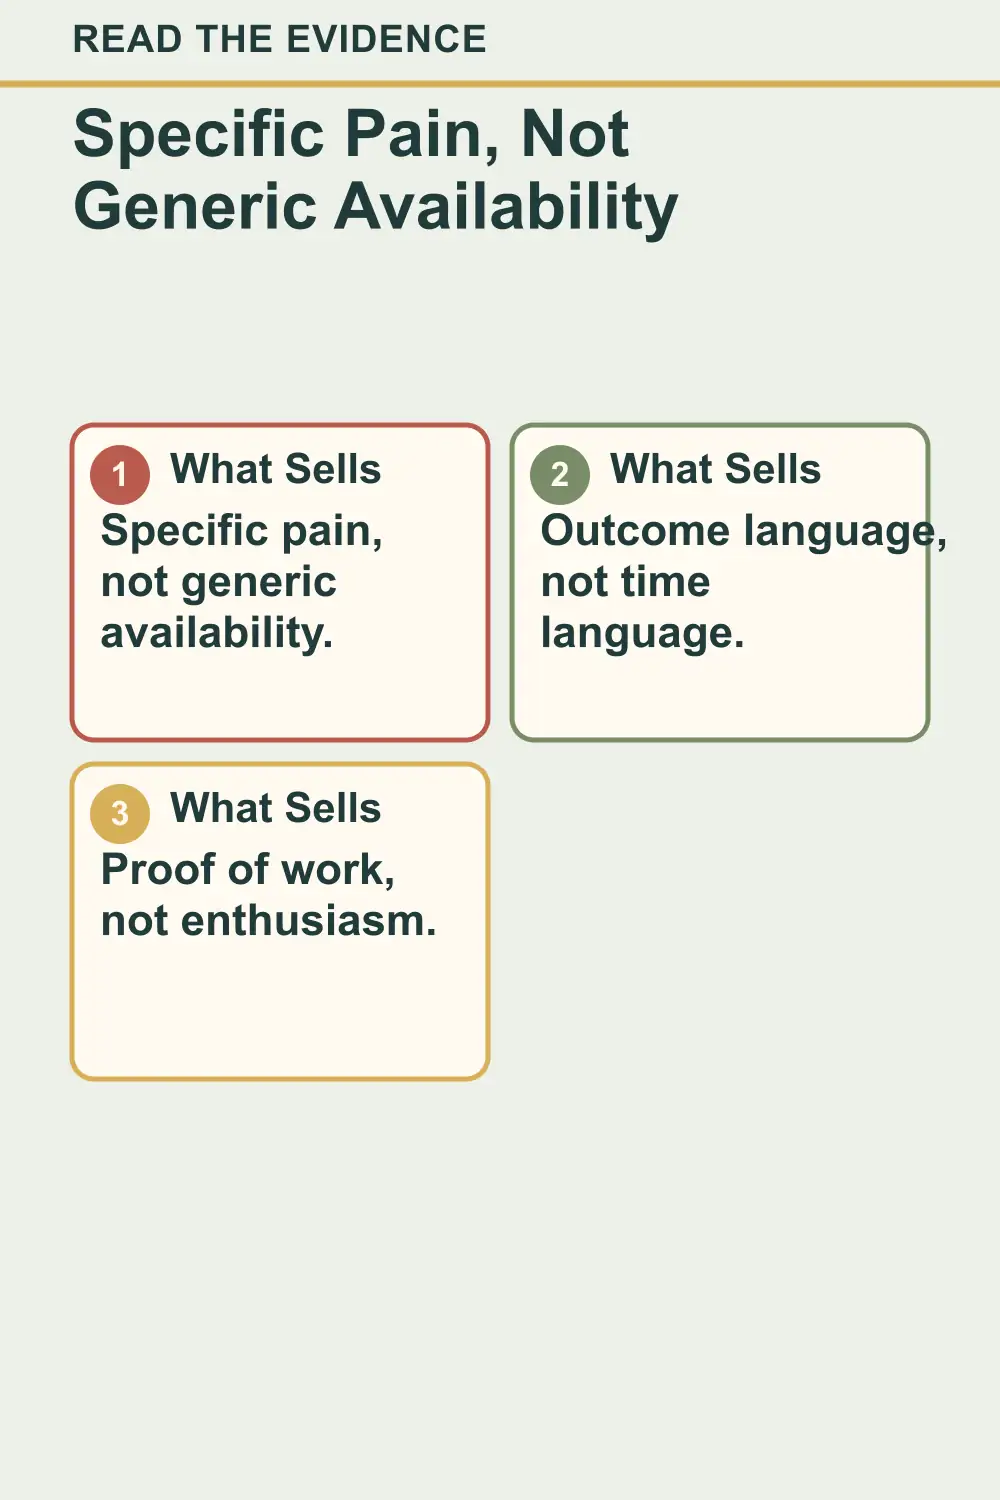 READ THE EVIDENCE
Specific Pain, Not
Generic Availability
1 What Sells
Specific pain,
not generic
availability.
2 What Sells
Outcome language,
not time
language.
3 What Sells
Proof of work,
not enthusiasm.